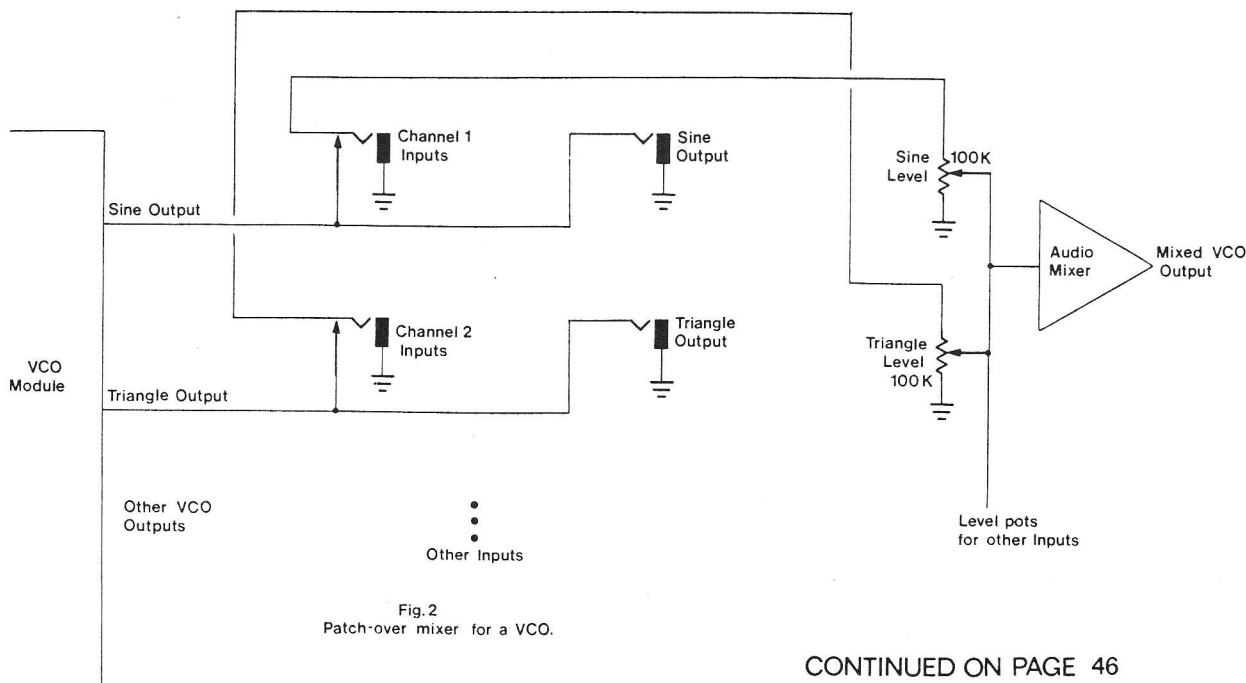 Channel 1
Inputs
Sine
Output
Sine
Level
100K
Sine Output
Audio
Mixer
Mixed VCO
Output
Channel 2
Inputs
Triangle
Output
Triangle
Level
100K
VCO
Module
Triangle Output
Other VCO
Outputs
Other Inputs
Level pots
for other Inputs
Fig. 2
Patch-over mixer for a VCO.
CONTINUED ON PAGE 46